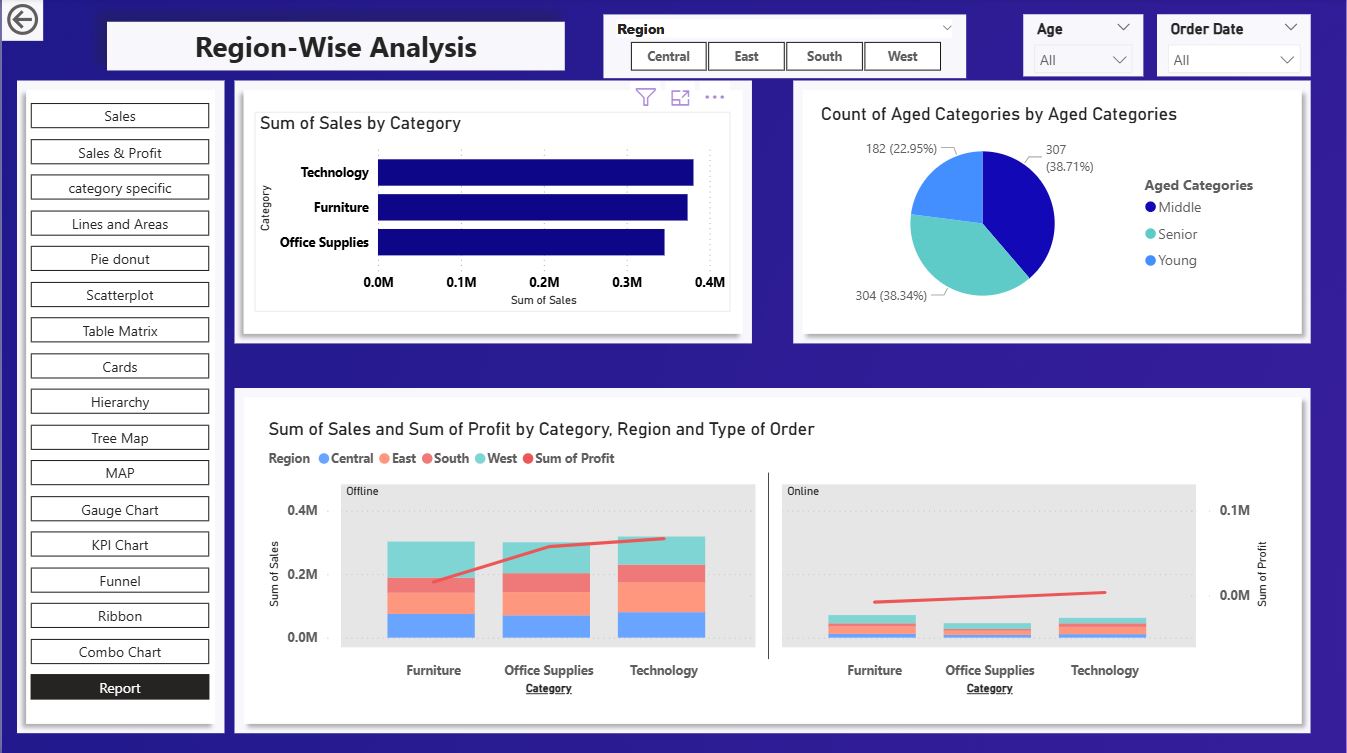 Region-Wise Analysis
Region
Central
East
South
West
Age
All
Order Date
All
Sales
Sales & Profit
category specific
Lines and Areas
Pie donut
Scatterplot
Table Matrix
Cards
Hierarchy
Tree Map
MAP
Gauge Chart
KPI Chart
Funnel
Ribbon
Combo Chart
Report
Sum of Sales by Category
Category
Technology
Furniture
Office Supplies
0.0M 0.1M 0.2M 0.3M 0.4M
Sum of Sales
Count of Aged Categories by Aged Categories
182 (22.95%)
307
(38.71%)
304 (38.34%)
Aged Categories
Middle
Senior
Young
Sum of Sales and Sum of Profit by Category, Region and Type of Order
Region Central East South West Sum of Profit
Offline
Online
Sum of Sales
0.4M
0.2M
0.0M
0.1M
0.0M
Sum of Profit
Furniture Office Supplies Technology
Category
Furniture Office Supplies Technology
Category